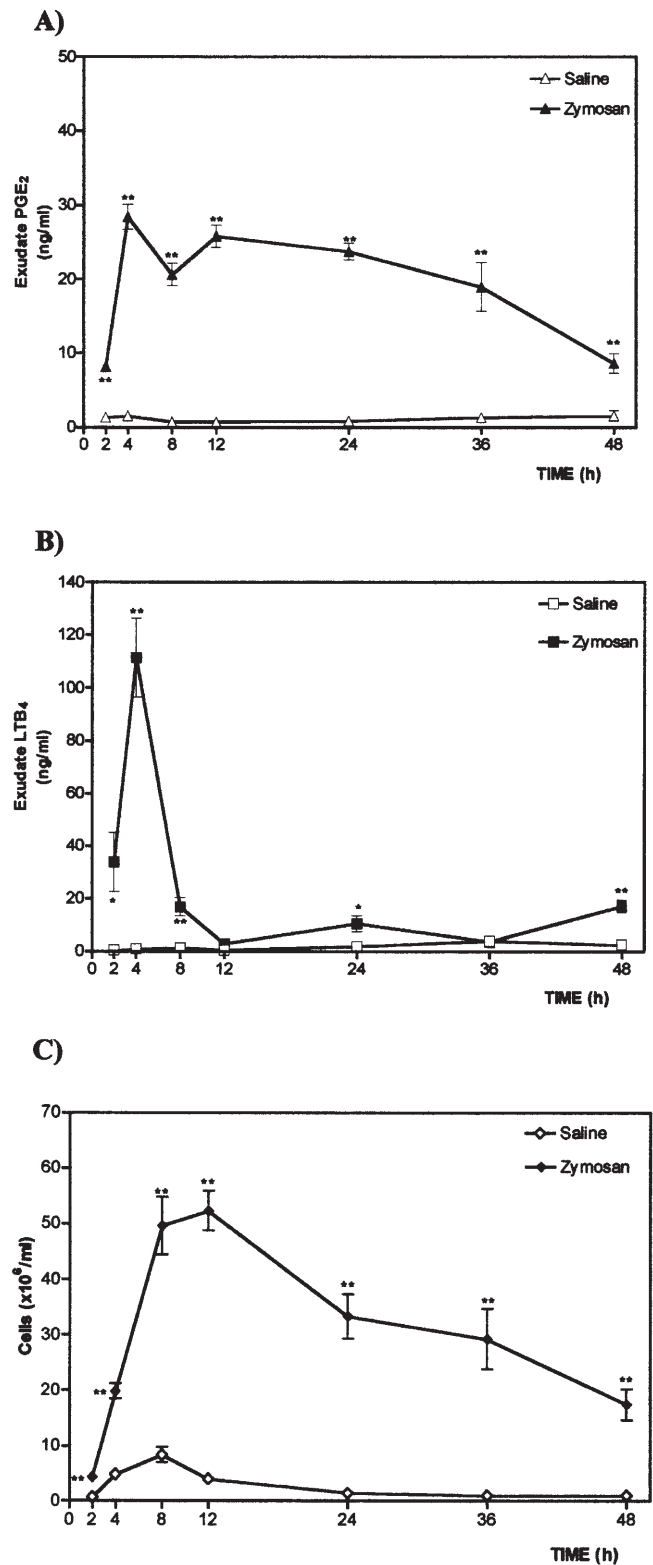 A)
50
40
30
20
10
0
Exudate PGE2
(ng/ml)
Saline
Zymosan
**
**
**
**
**
**
**
0 2 4 8 12 24 36 48
TIME (h)
B)
140
120
100
80
60
40
20
0
Exudate LTB4
(ng/ml)
Saline
Zymosan
*
**
**
*
**
0 2 4 8 12 24 36 48
TIME (h)
C)
70
60
50
40
30
20
10
0
Cells (x10⁶/ml)
Saline
Zymosan
**
**
**
**
**
**
**
0 2 4 8 12 24 36 48
TIME (h)